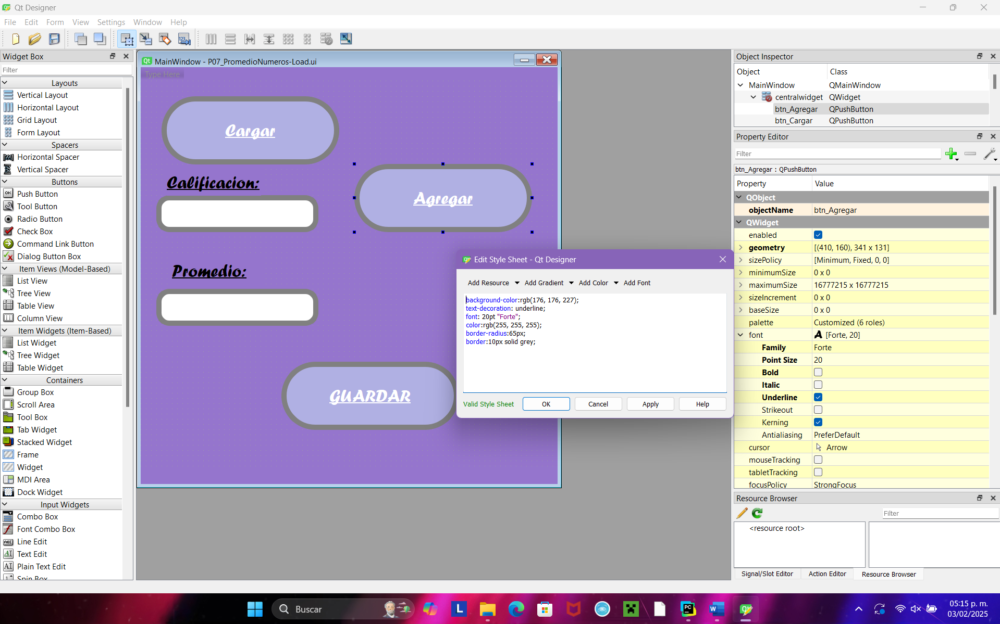 Qt Designer
File Edit Form View Settings Window Help
Widget Box
Filter
Layouts
Vertical Layout
Horizontal Layout
Grid Layout
Form Layout
Spacers
Horizontal Spacer
Vertical Spacer
Buttons
Push Button
Tool Button
Radio Button
Check Box
Command Link Button
Dialog Button Box
Item Views (Model-Based)
List View
Tree View
Table View
Column View
Item Widgets (Item-Based)
List Widget
Tree Widget
Table Widget
Containers
Group Box
Scroll Area
Tool Box
Tab Widget
Stacked Widget
Frame
Widget
MDI Area
Dock Widget
Input Widgets
Combo Box
Font Combo Box
Line Edit
Text Edit
Plain Text Edit
Spin Box
MainWindow - P07_PromedioNumeros-Load.ui
Type Here
Cargar
Calificacion:
Agregar
Promedio:
GUARDAR
Edit Style Sheet - Qt Designer
Add Resource Add Gradient Add Color Add Font
background-color:rgb(176, 176, 227);
text-decoration: underline;
font: 20pt "Forte";
color:rgb(255, 255, 255);
border-radius:65px;
border:10px solid grey;
Valid Style Sheet OK Cancel Apply Help
Object Inspector
Object Class
MainWindow QMainWindow
centralwidget QWidget
btn_Agregar QPushButton
btn_Cargar QPushButton
Property Editor
Filter
btn_Agregar : QPushButton
Property Value
QObject
objectName btn_Agregar
QWidget
enabled
geometry [(410, 160), 341 x 131]
sizePolicy [Minimum, Fixed, 0, 0]
minimumSize 0 x 0
maximumSize 16777215 x 16777215
sizeIncrement 0 x 0
baseSize 0 x 0
palette Customized (6 roles)
font A [Forte, 20]
Family Forte
Point Size 20
Bold
Italic
Underline
Strikeout
Kerning
Antialiasing PreferDefault
cursor Arrow
mouseTracking
tabletTracking
focusPolicy StrongFocus
Resource Browser
Filter
<resource root>
Signal/Slot Editor Action Editor Resource Browser
Buscar
05:15 p. m.
03/02/2025